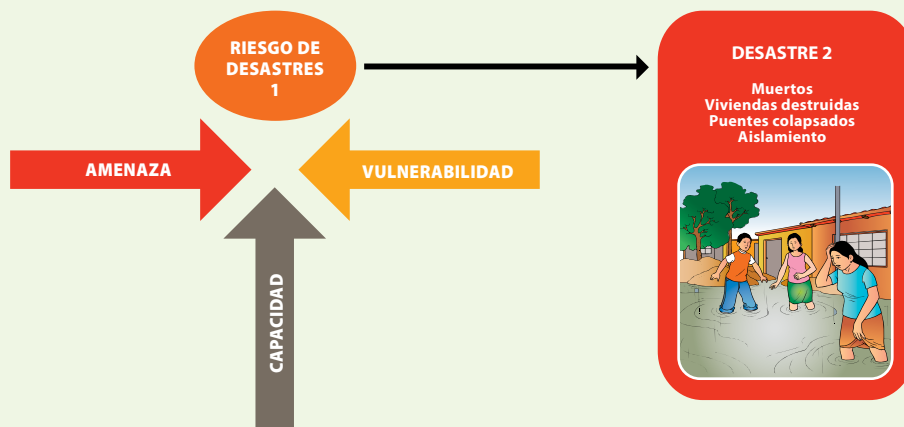 RIESGO DE
DESASTRES
1
AMENAZA
VULNERABILIDAD
CAPACIDAD
DESASTRE 2
Muertos
Viviendas destruidas
Puentes colapsados
Aislamiento